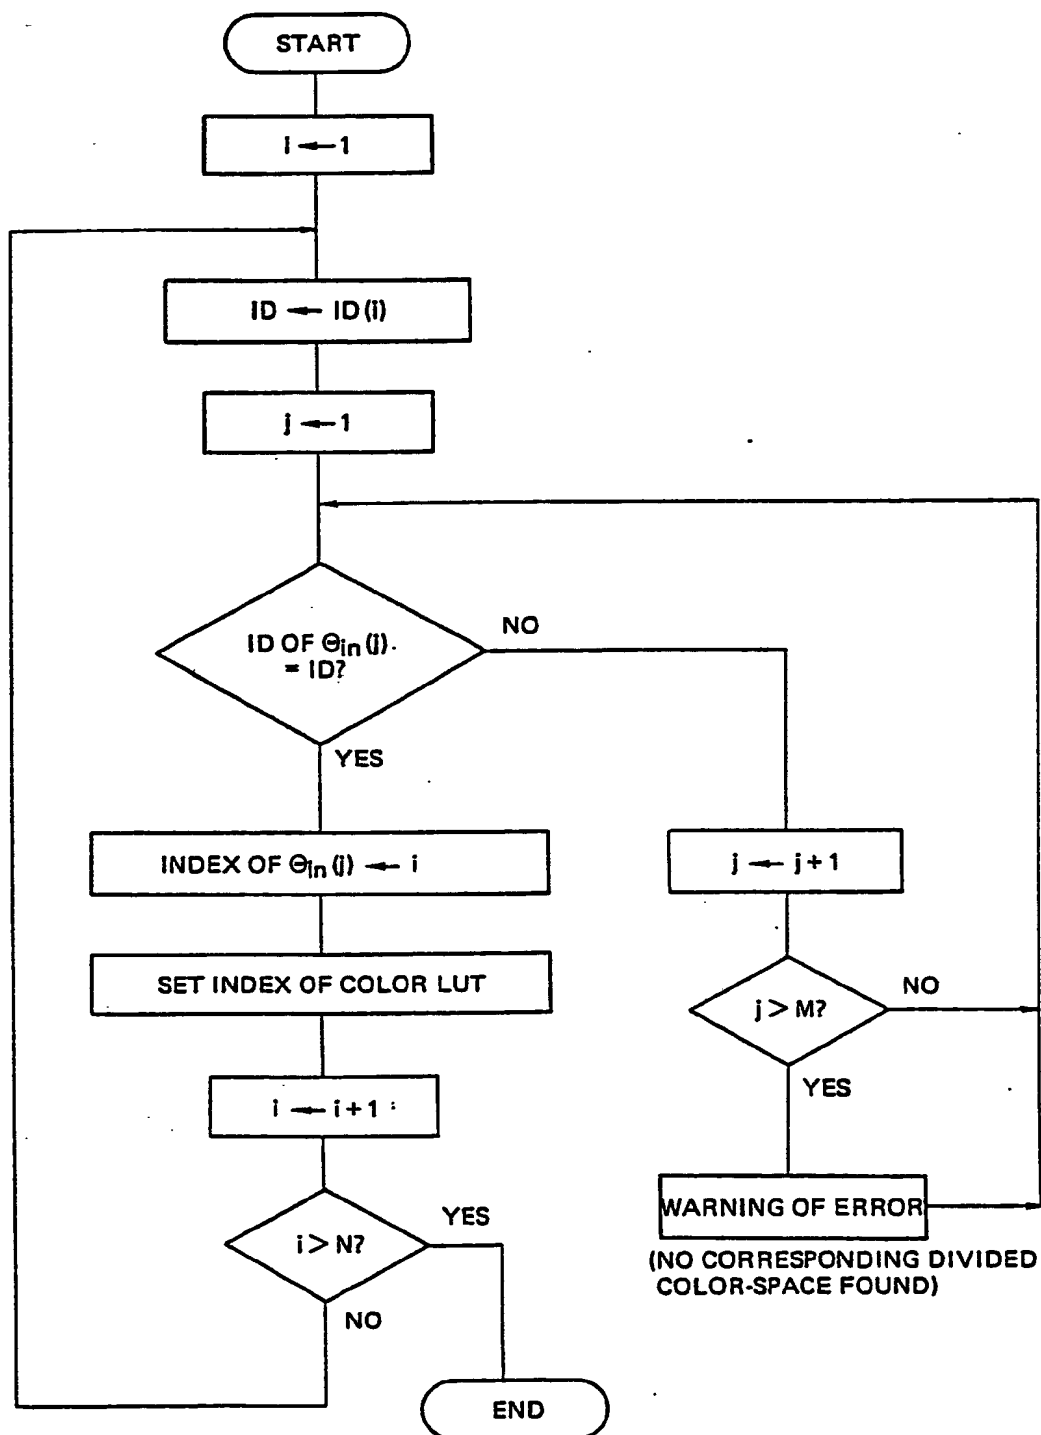 START
i ← 1
ID ← ID(i)
j ← 1
ID OF Θin(j).
= ID?
NO
YES
INDEX OF Θin(j) ← i
j ← j+1
SET INDEX OF COLOR LUT
j > M?
NO
YES
i ← i+1
WARNING OF ERROR
(NO CORRESPONDING DIVIDED
COLOR-SPACE FOUND)
i > N?
YES
NO
END